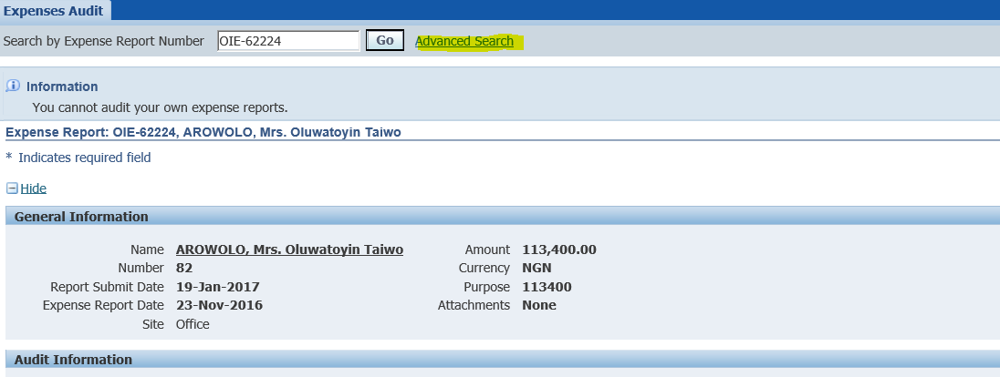 Expenses Audit
Search by Expense Report Number OIE-62224 Go Advanced Search
Information
You cannot audit your own expense reports.
Expense Report: OIE-62224, AROWOLO, Mrs. Oluwatoyin Taiwo
* Indicates required field
Hide
General Information
Name AROWOLO, Mrs. Oluwatoyin Taiwo Amount 113,400.00
Number 82 Currency NGN
Report Submit Date 19-Jan-2017 Purpose 113400
Expense Report Date 23-Nov-2016 Attachments None
Site Office
Audit Information